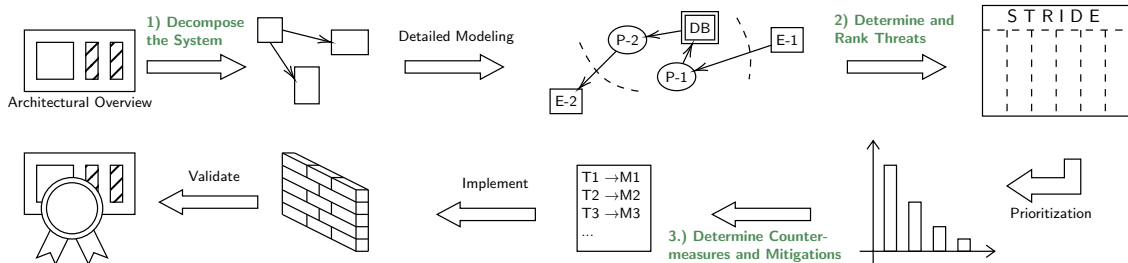 1) Decompose
the System
Architectural Overview
Detailed Modeling
P-2
DB
E-1
P-1
E-2
2) Determine and
Rank Threats
S T R I D E
Prioritization
3.) Determine Counter-
measures and Mitigations
T1 →M1
T2 →M2
T3 →M3
...
Implement
Validate